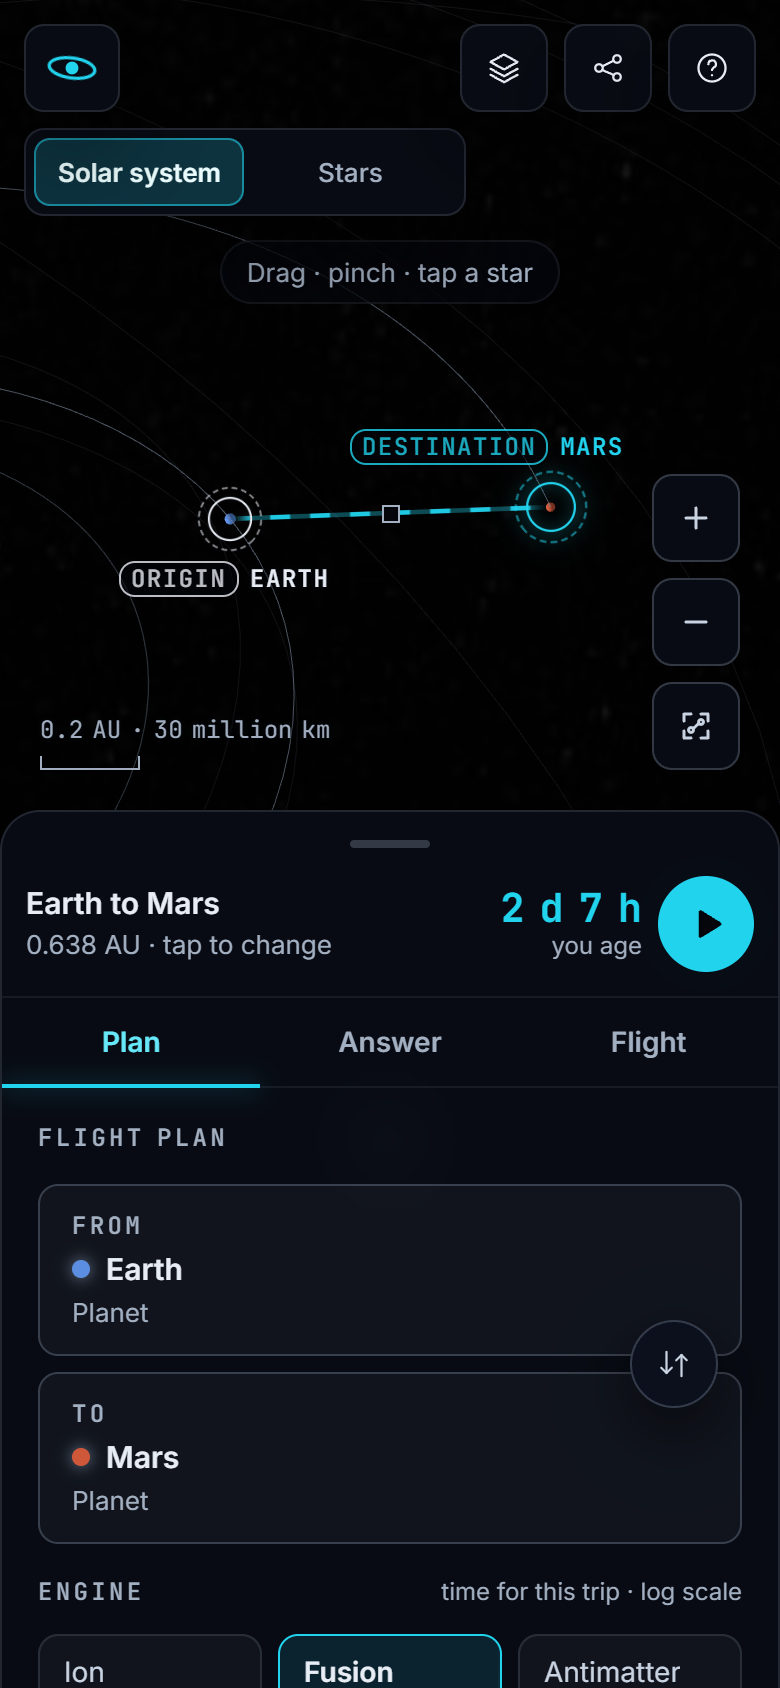 Solar system
Stars
Drag · pinch · tap a star
DESTINATION MARS
ORIGIN EARTH
0.2 AU · 30 million km
Earth to Mars
0.638 AU · tap to change
2 d 7 h
you age
Plan
Answer
Flight
FLIGHT PLAN
FROM
Earth
Planet
TO
Mars
Planet
ENGINE
time for this trip · log scale
Ion
Fusion
Antimatter